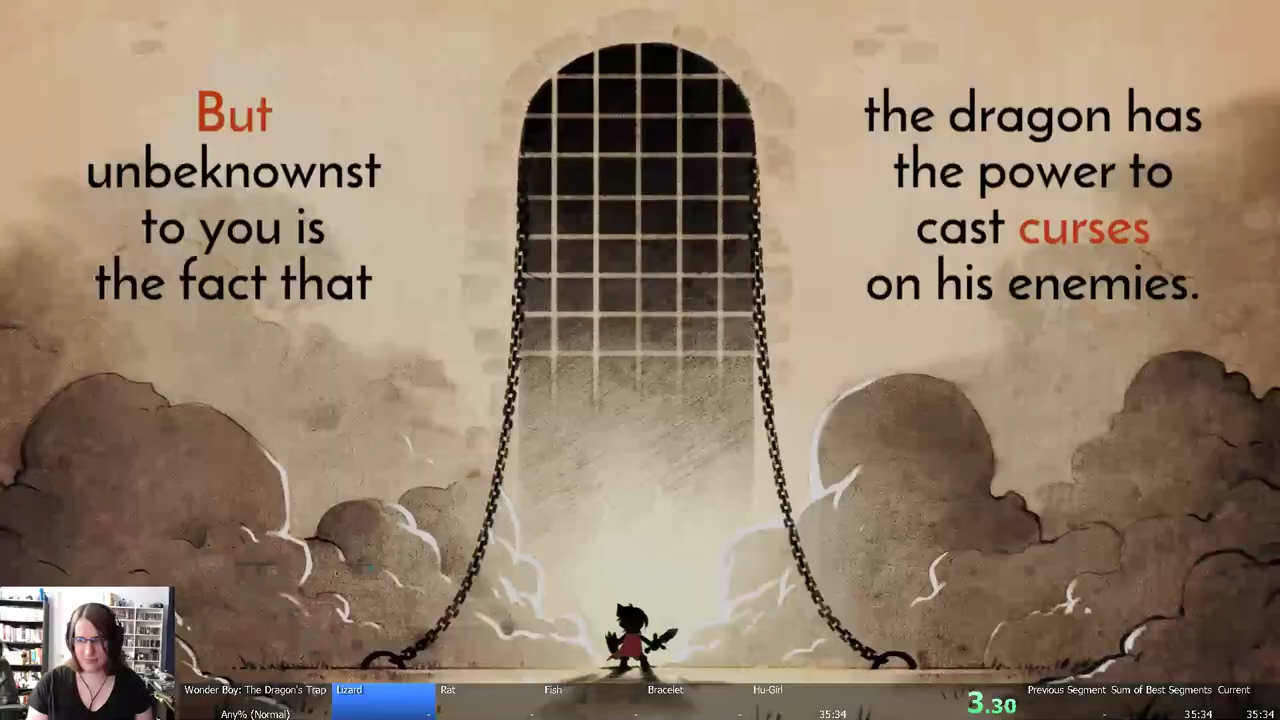 But
unbeknownst
to you is
the fact that
the dragon has
the power to
cast curses
on his enemies.
Wonder Boy: The Dragon's Trap
Any% (Normal)
Lizard
-
Rat
-
Fish
-
Bracelet
-
Hu-Girl
35:34
3.30
Previous Segment
-
Sum of Best Segments
35:34
Current
35:34